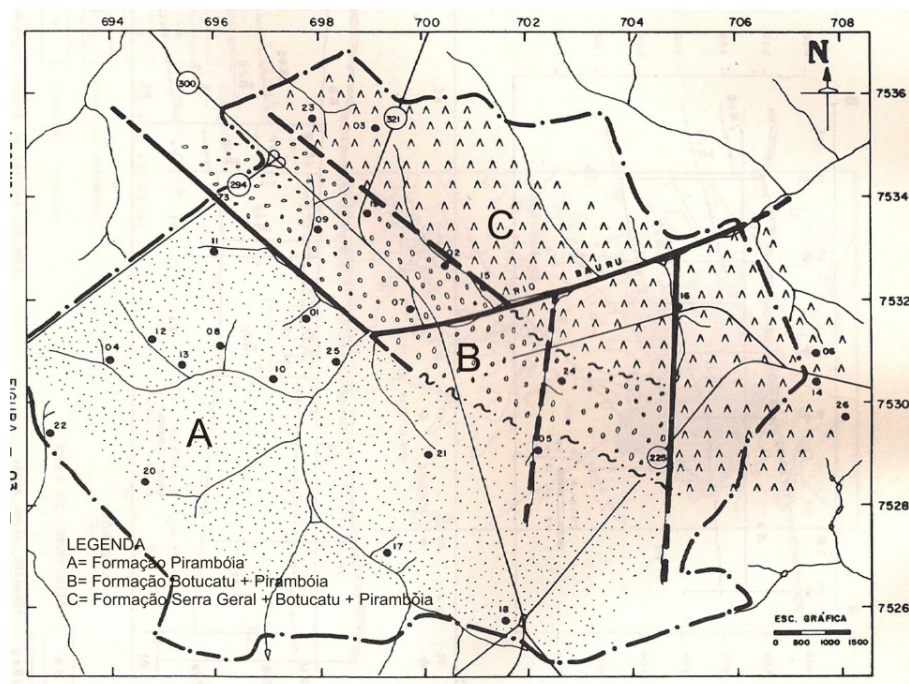 694 696 698 700 702 704 706 708
N
300
7536
23
03
321
294
73
7534
09
C
11
02
BAURU
15
RIO
7532
16
07
01
08
12
B
04
13
25
06
10
24
14
7530
A
26
22
05
21
225
20
7528
17
LEGENDA
A= Formação Pirambóia
B= Formação Botucatu + Pirambóia
C= Formação Serra Geral + Botucatu + Pirambóia
18
7526
ESC. GRÁFICA
0 500 1000 1500